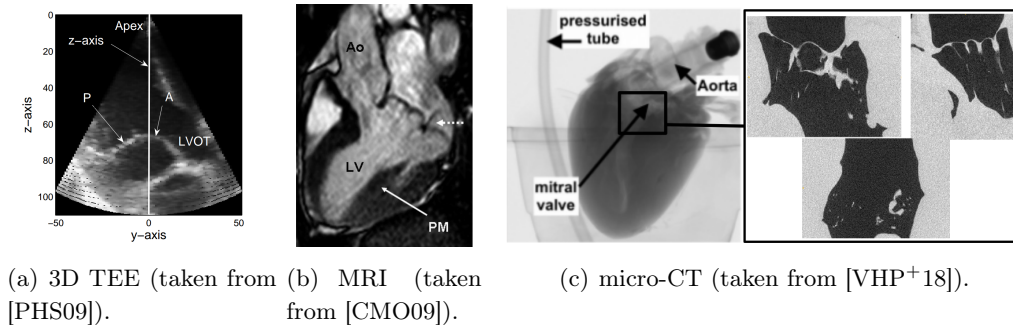 Apex
z−axis
P
A
LVOT
0
20
40
60
80
100
z−axis
−50
0
50
y−axis
Ao
LV
PM
pressurised
tube
Aorta
mitral
valve
(a) 3D TEE (taken from
[PHS09]).
(b) MRI (taken
from [CMO09]).
(c) micro-CT (taken from [VHP+18]).